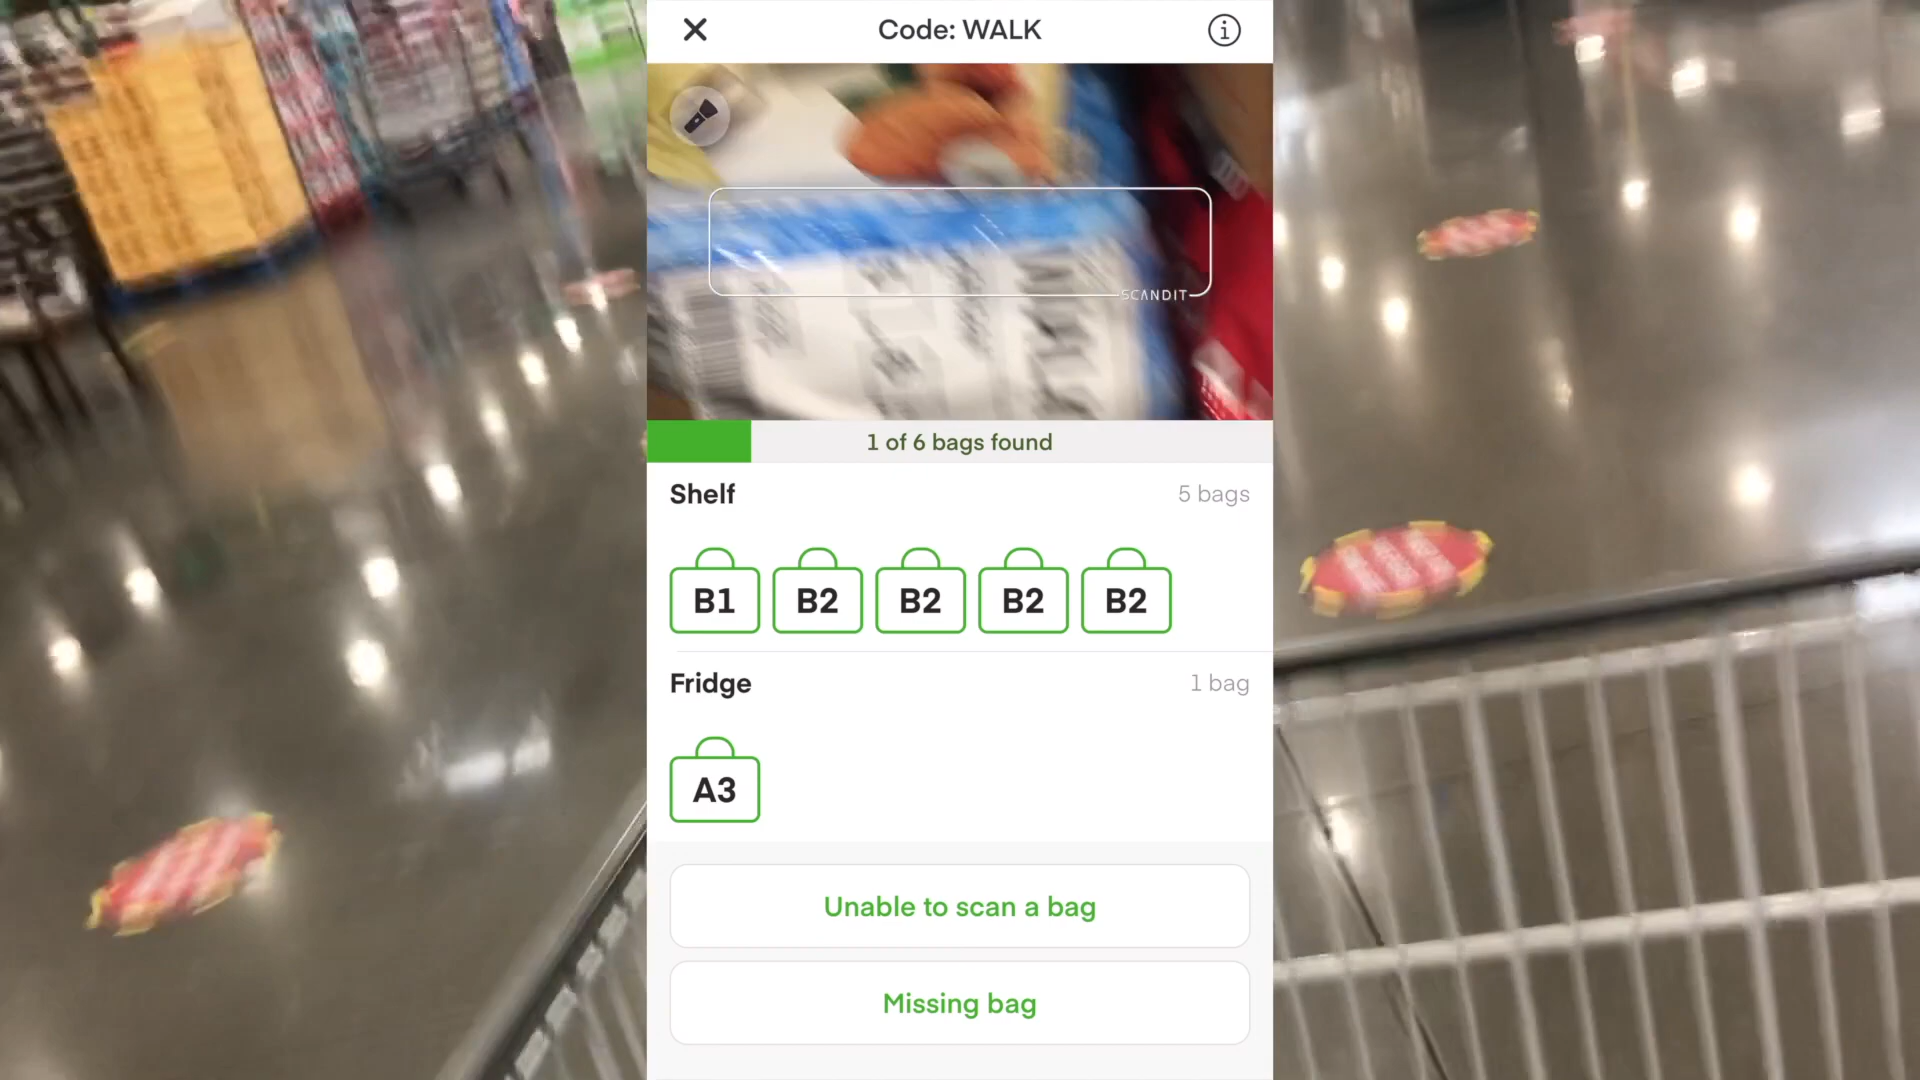 Code: WALK
SCANDIT
1 of 6 bags found
Shelf
5 bags
B1 B2 B2 B2 B2
Fridge
1 bag
A3
Unable to scan a bag
Missing bag